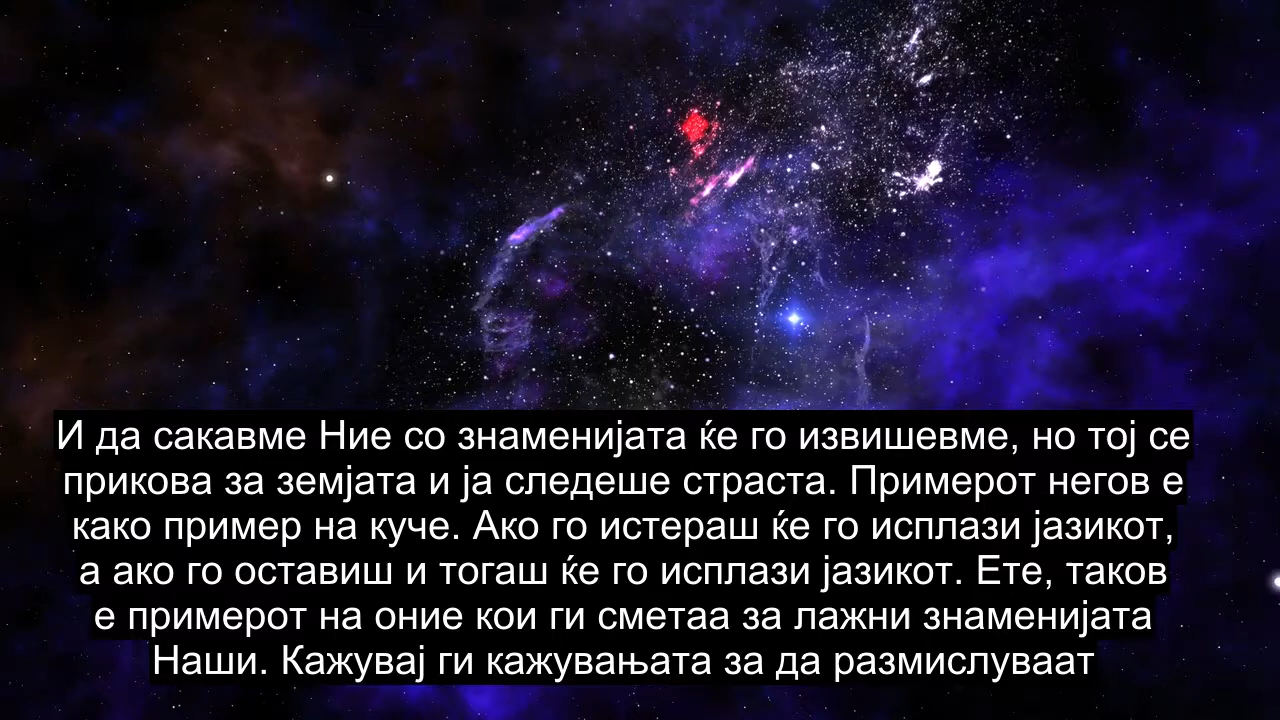 И да сакавме Ние со знаменијата ќе го извишевме, но тој се
прикова за земјата и ја следеше страста. Примерот негов е
како пример на куче. Ако го истераш ќе го исплази јазикот,
а ако го оставиш и тогаш ќе го исплази јазикот. Ете, таков
е примерот на оние кои ги сметаа за лажни знаменијата
Наши. Кажувај ги кажувањата за да размислуваат